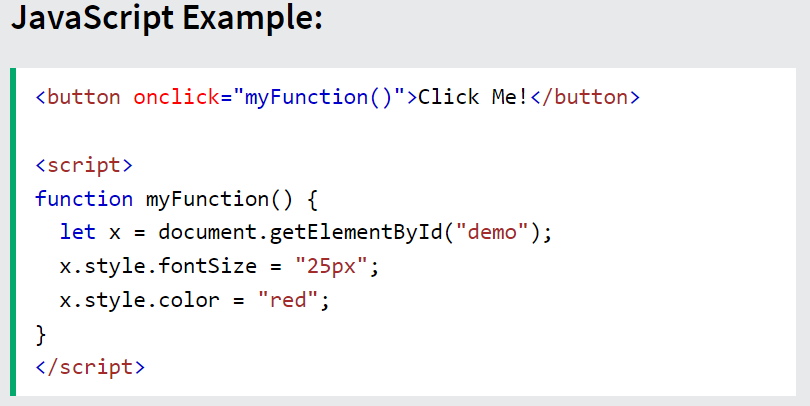 JavaScript Example:
<button onclick="myFunction()">Click Me!</button>
<script>
function myFunction() {
  let x = document.getElementById("demo");
  x.style.fontSize = "25px";
  x.style.color = "red";
}
</script>